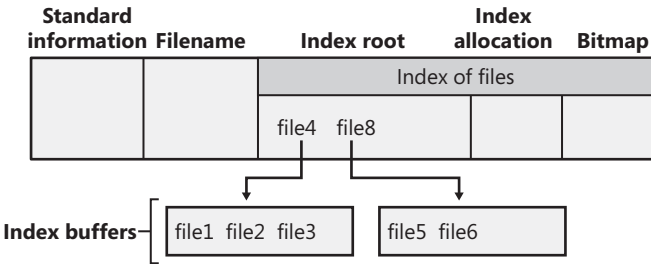 Standard information Filename Index root Index allocation Bitmap
Index of files
file4 file8
Index buffers
file1 file2 file3
file5 file6